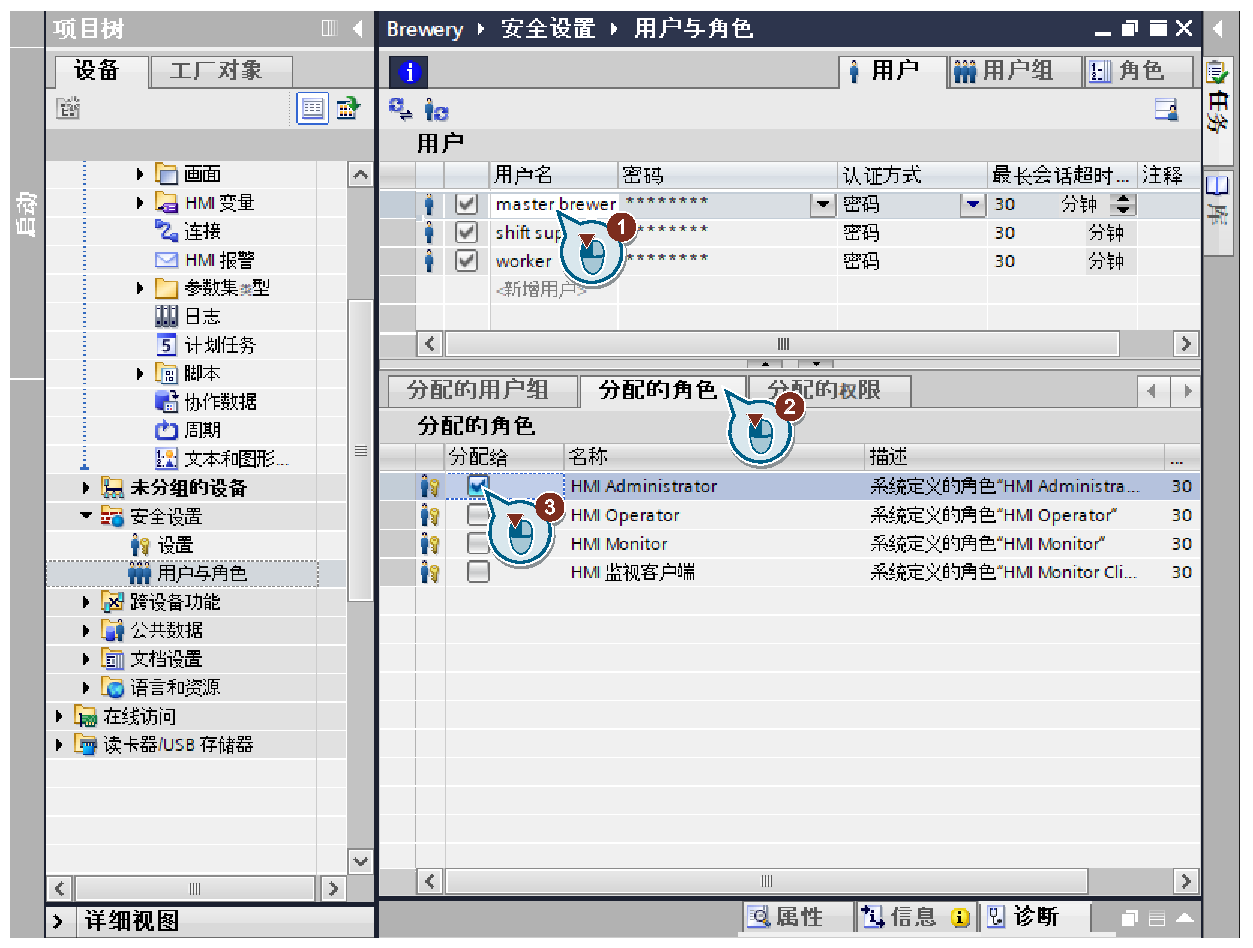 项目树
设备
工厂对象
启动
画面
HMI 变量
连接
HMI 报警
参数集类型
日志
计划任务
脚本
协作数据
周期
文本和图形...
未分组的设备
安全设置
设置
用户与角色
跨设备功能
公共数据
文档设置
语言和资源
在线访问
读卡器/USB 存储器
详细视图
Brewery 安全设置 用户与角色
用户 用户组 角色
用户
用户名 密码 认证方式 最长会话超时... 注释
master brewer ******** 密码 30 分钟
1
shift sup ******* 密码 30 分钟
worker ******** 密码 30 分钟
<新增用户>
分配的用户组 分配的角色 分配的权限
2
分配的角色
分配给 名称 描述 ...
HMI Administrator 系统定义的角色"HMI Administra... 30
3
HMI Operator 系统定义的角色"HMI Operator" 30
HMI Monitor 系统定义的角色"HMI Monitor" 30
HMI 监视客户端 系统定义的角色"HMI Monitor Cli... 30
属性 信息 诊断
任务
库